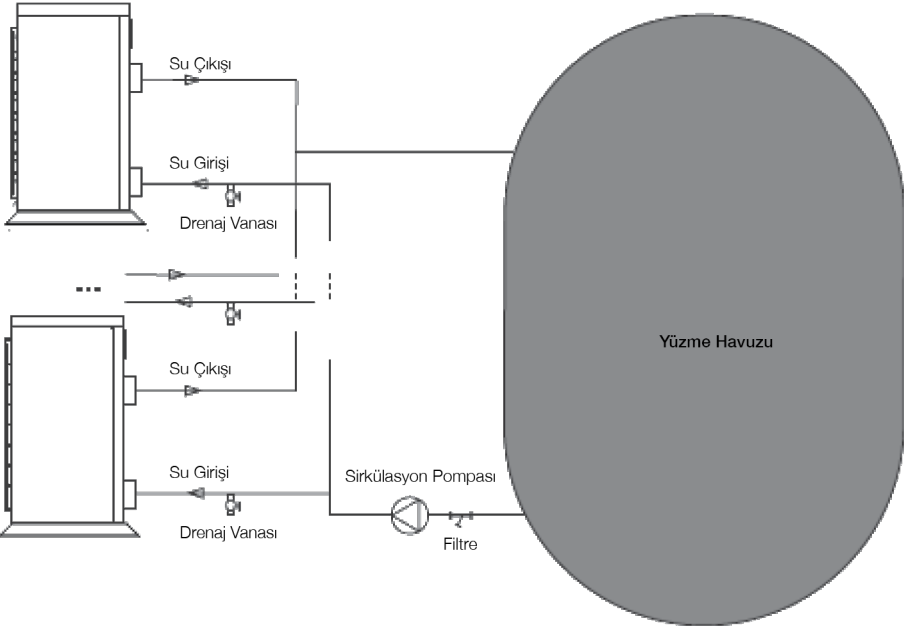 Su Çıkışı
Su Girişi
Drenaj Vanası
...
Su Çıkışı
Su Girişi
Drenaj Vanası
Sirkülasyon Pompası
Filtre
Yüzme Havuzu